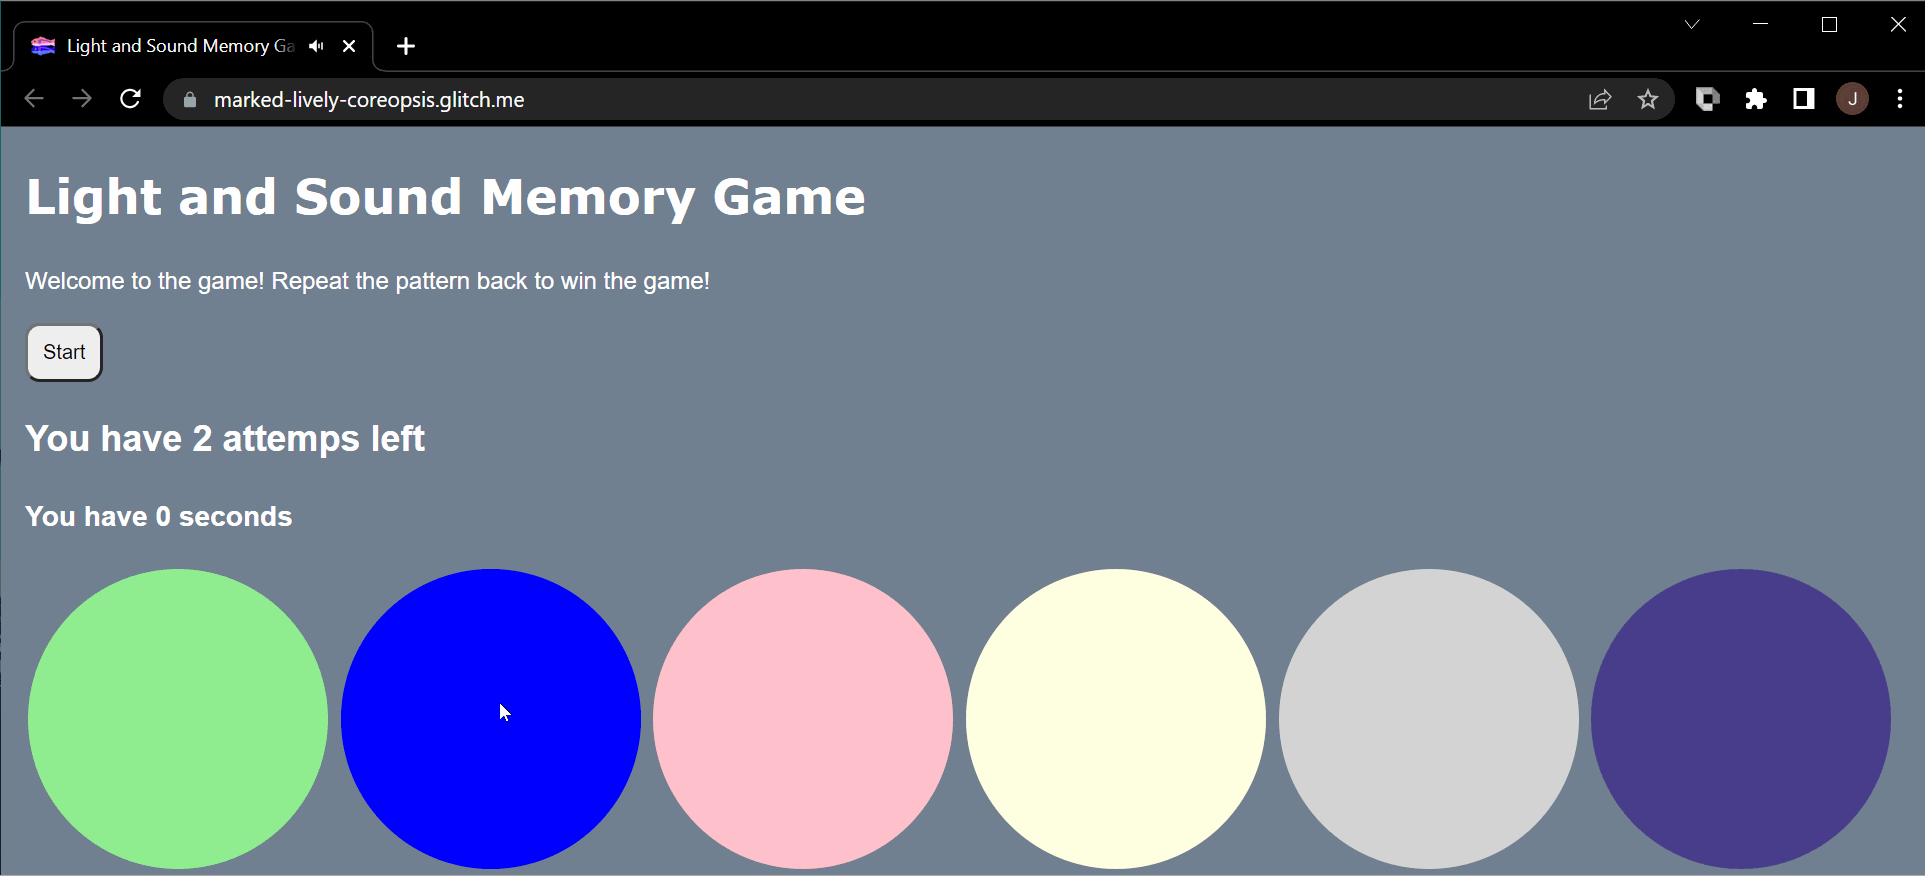 Light and Sound Memory Ga
marked-lively-coreopsis.glitch.me
J
Light and Sound Memory Game
Welcome to the game! Repeat the pattern back to win the game!
Start
You have 2 attemps left
You have 0 seconds